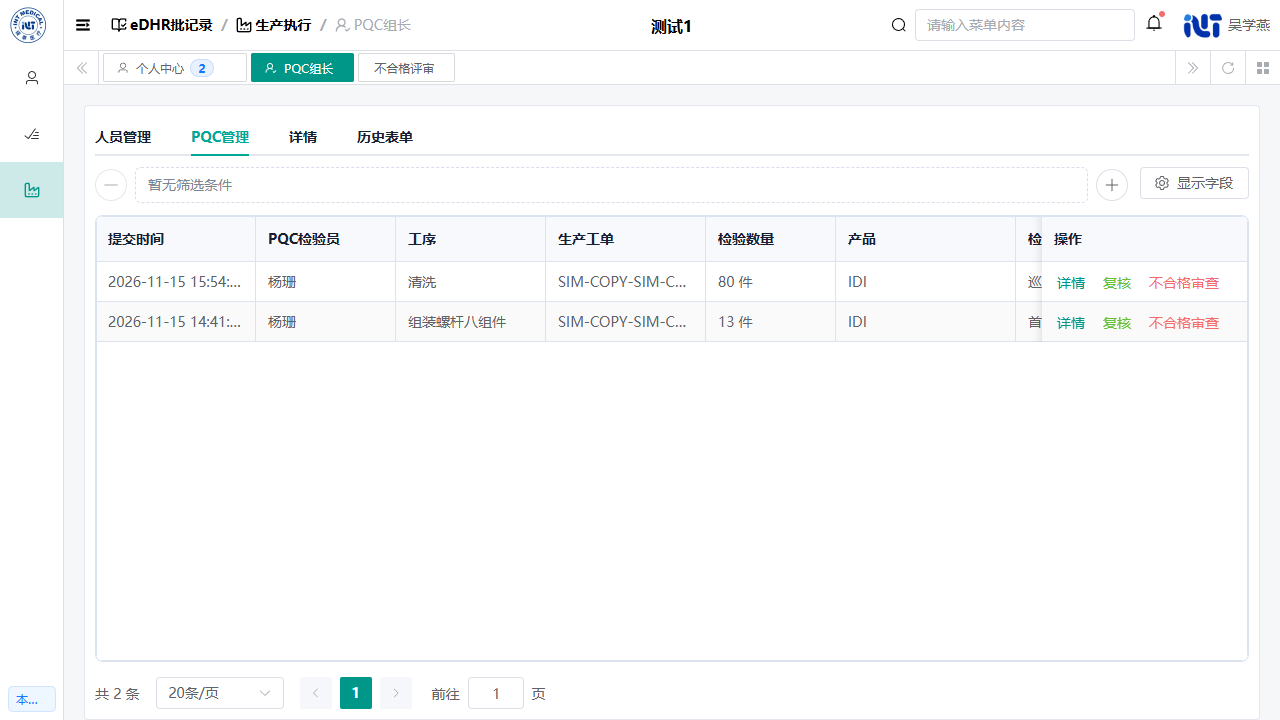 eDHR批记录 / 生产执行 / PQC组长
测试1
请输入菜单内容
吴学燕
个人中心 2
PQC组长
不合格评审
人员管理
PQC管理
详情
历史表单
暂无筛选条件
显示字段
提交时间 PQC检验员 工序 生产工单 检验数量 产品 检 操作
2026-11-15 15:54:... 杨珊 清洗 SIM-COPY-SIM-C... 80 件 IDI 巡 详情 复核 不合格审查
2026-11-15 14:41:... 杨珊 组装螺杆八组件 SIM-COPY-SIM-C... 13 件 IDI 首 详情 复核 不合格审查
本...
共 2 条 20条/页 1 前往 1 页